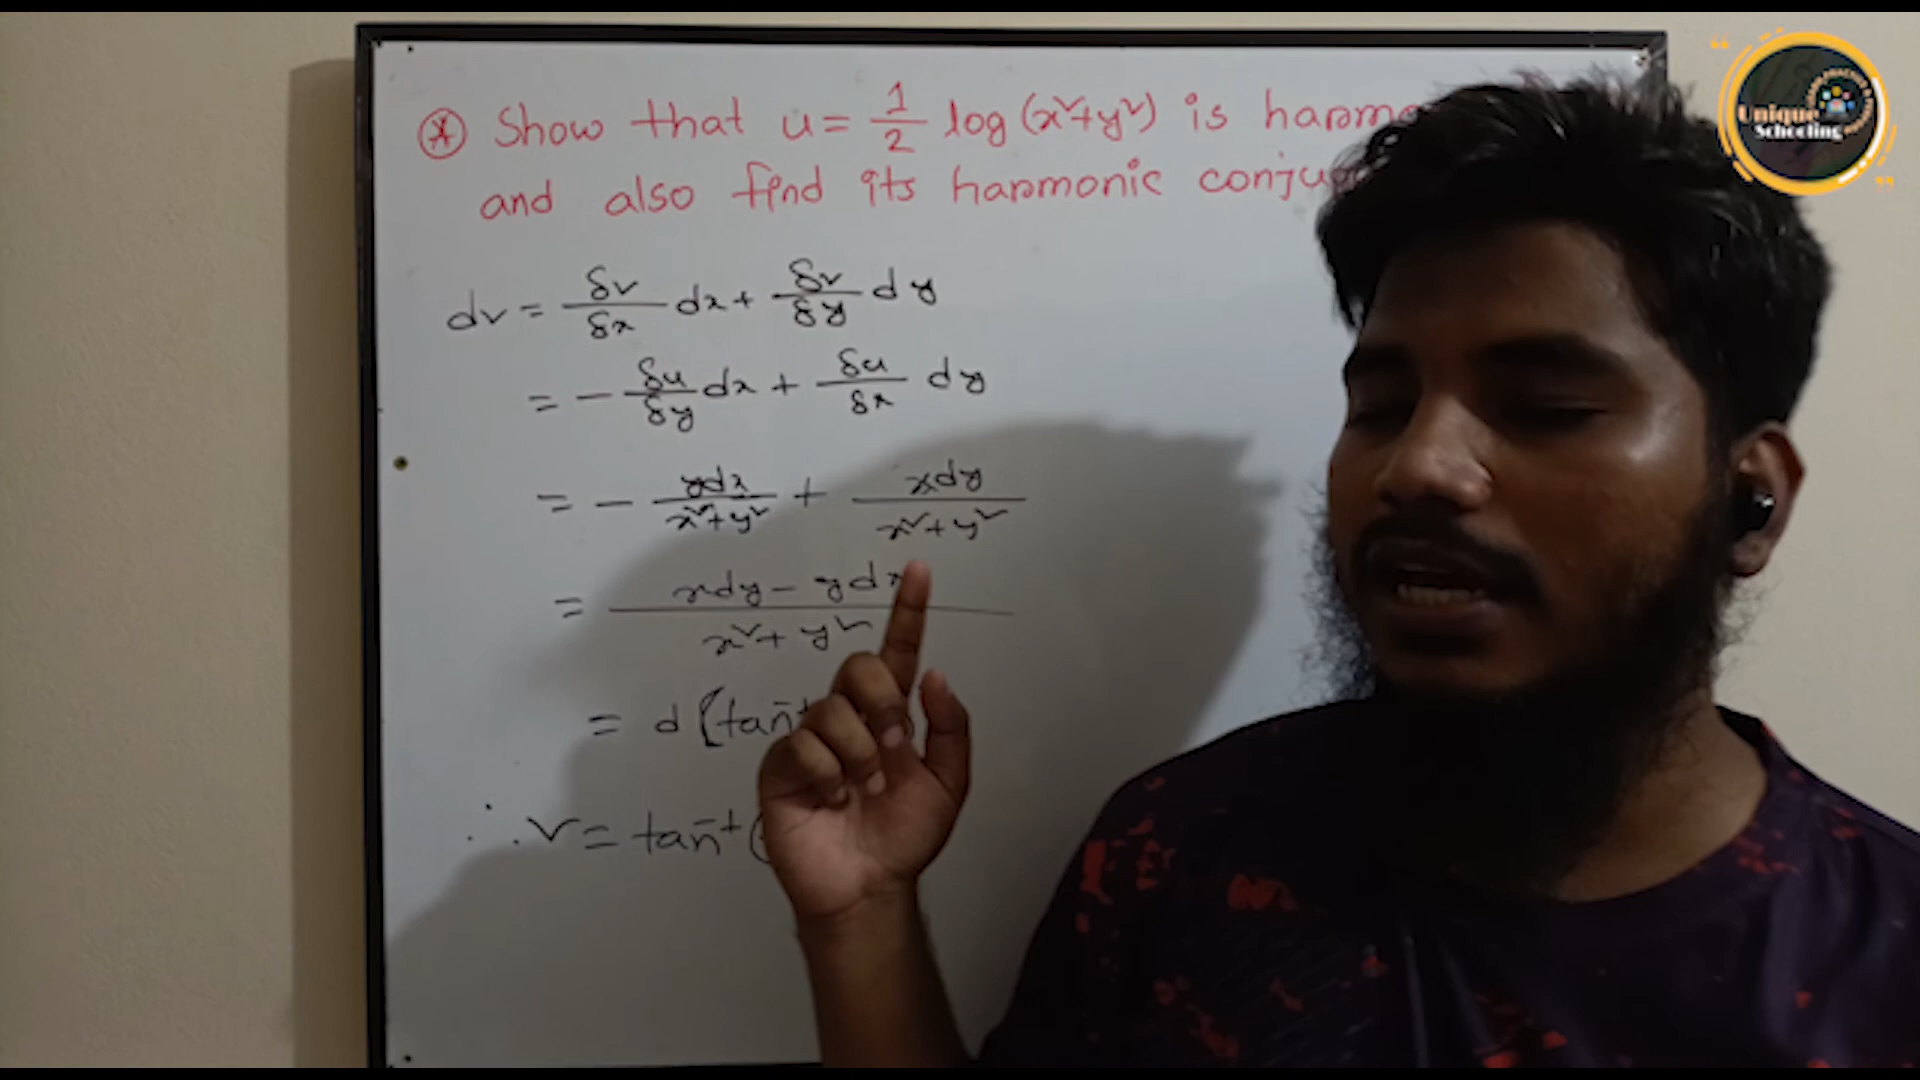 Unique
Schooling
Show that u = 1/2 log (x²+y²) is
and also find its harmonic
dv = δv/δx dx + δv/δy dy
= - δu/δy dx + δu/δx dy
= - ydx/x²+y² + xdy/x²+y²
= xdy - ydx/x²+y²
= d [tan⁻¹
∴ v = tan⁻¹ (